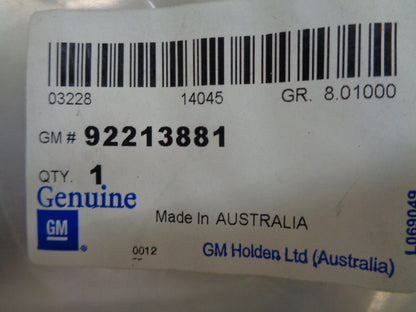 03228 14045 GR. 8.01000
GM # 92213881
QTY. 1
Genuine
GM ®
Made In AUSTRALIA
0012
GM Holden Ltd (Australia)
L069049